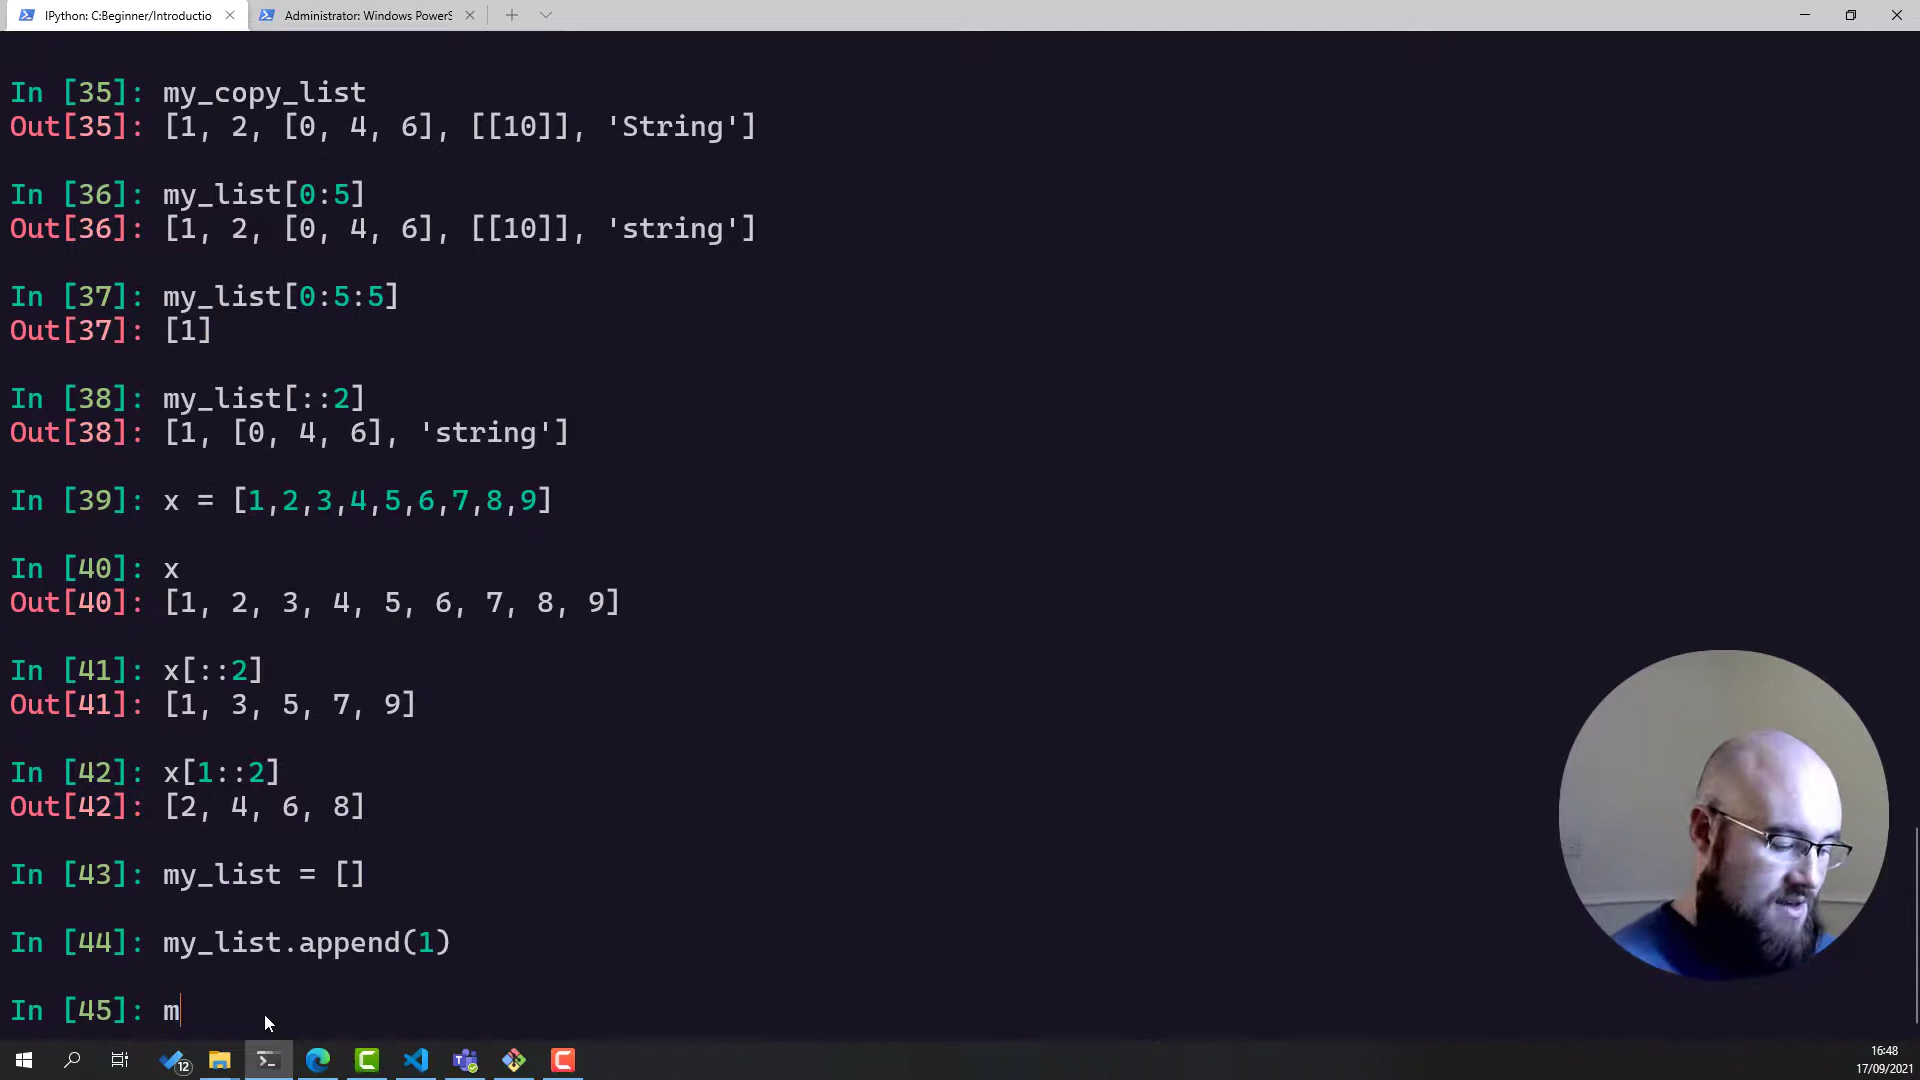 IPython: C:Beginner/Introductio
Administrator: Windows PowerS
In [35]: my_copy_list
Out[35]: [1, 2, [0, 4, 6], [[10]], 'String']
In [36]: my_list[0:5]
Out[36]: [1, 2, [0, 4, 6], [[10]], 'string']
In [37]: my_list[0:5:5]
Out[37]: [1]
In [38]: my_list[::2]
Out[38]: [1, [0, 4, 6], 'string']
In [39]: x = [1,2,3,4,5,6,7,8,9]
In [40]: x
Out[40]: [1, 2, 3, 4, 5, 6, 7, 8, 9]
In [41]: x[::2]
Out[41]: [1, 3, 5, 7, 9]
In [42]: x[1::2]
Out[42]: [2, 4, 6, 8]
In [43]: my_list = []
In [44]: my_list.append(1)
In [45]: m
12
16:48
17/09/2021